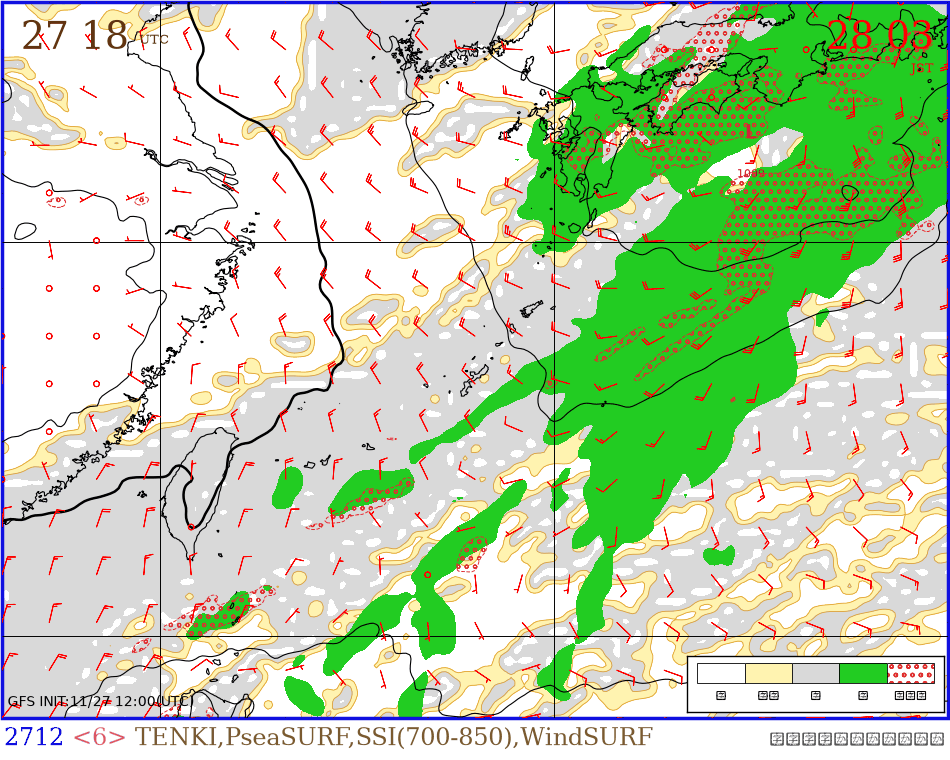 27 18 UTC
28 03 JST
L
1009
GFS INIT:11/27 12:00(UTC)
2712 <6> TENKI,PseaSURF,SSI(700-850),WindSURF